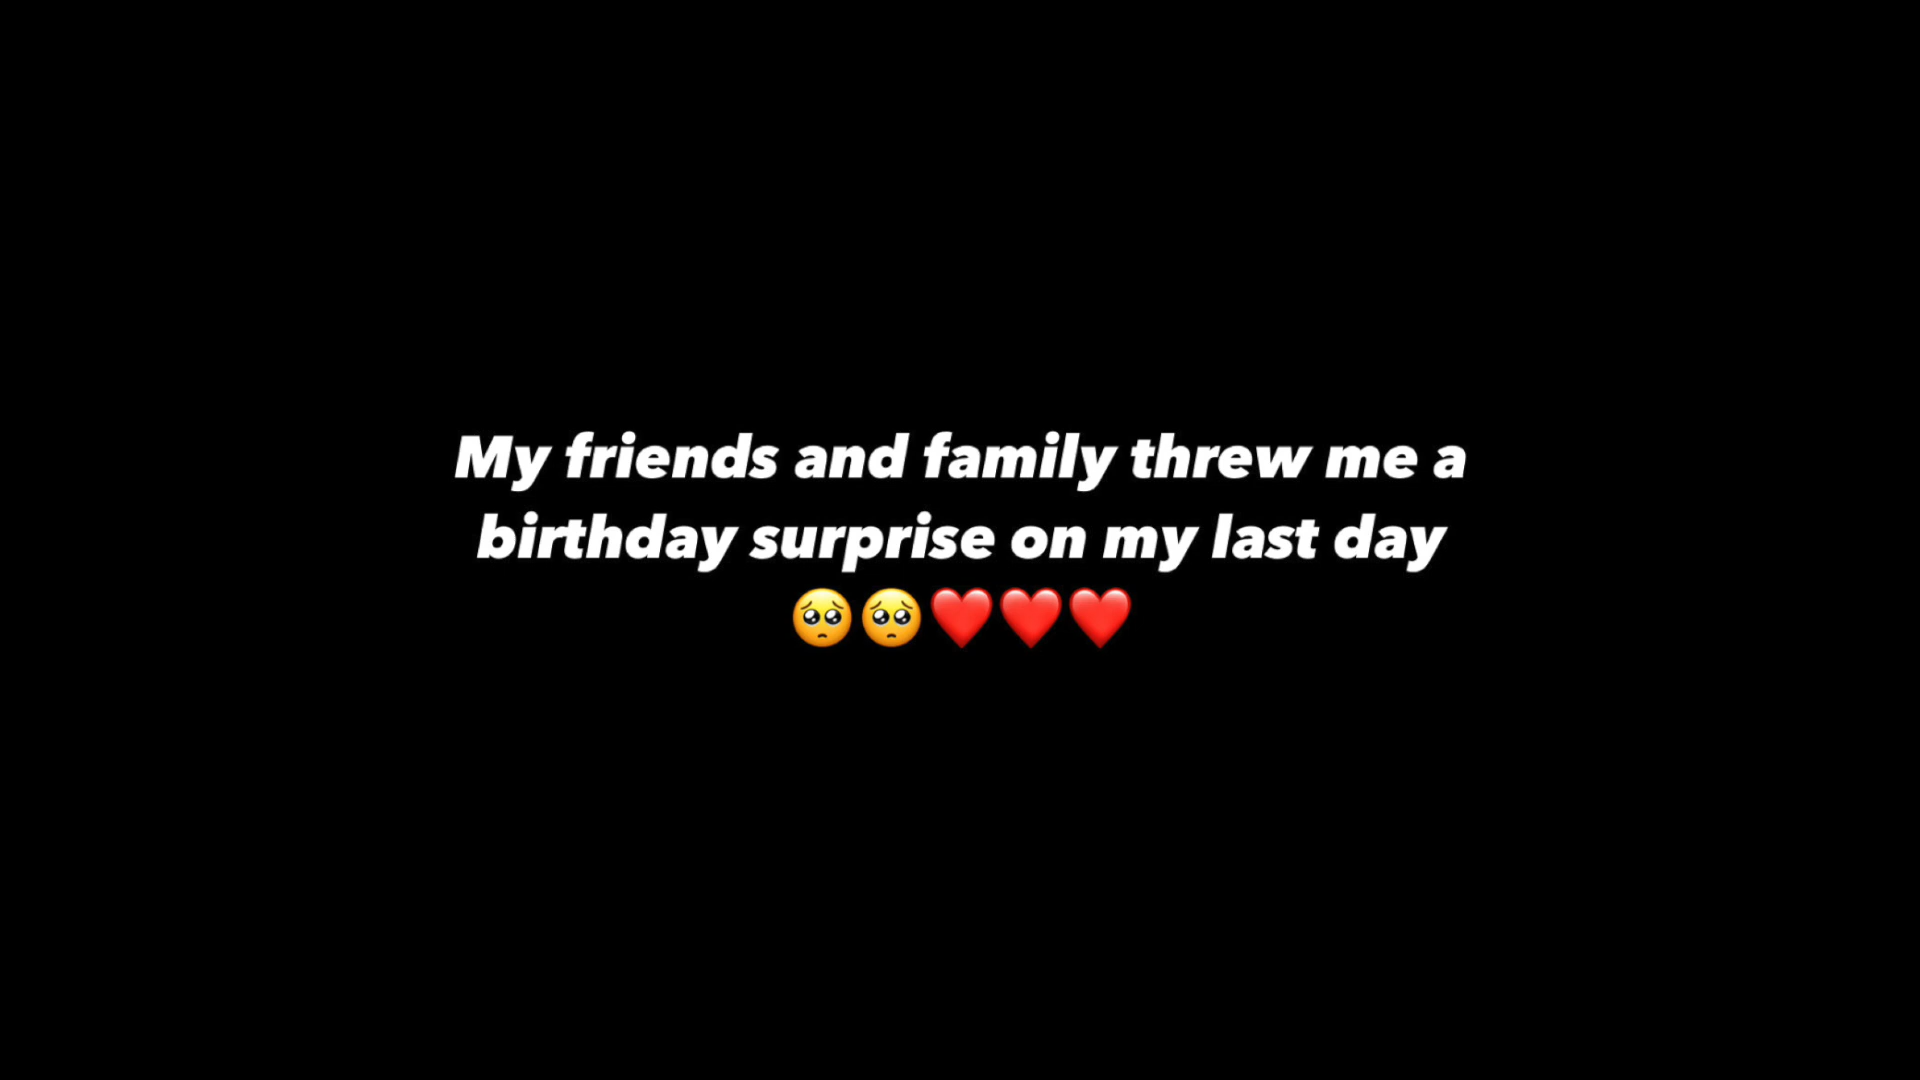 My friends and family threw me a
birthday surprise on my last day
🥺🥺❤️❤️❤️